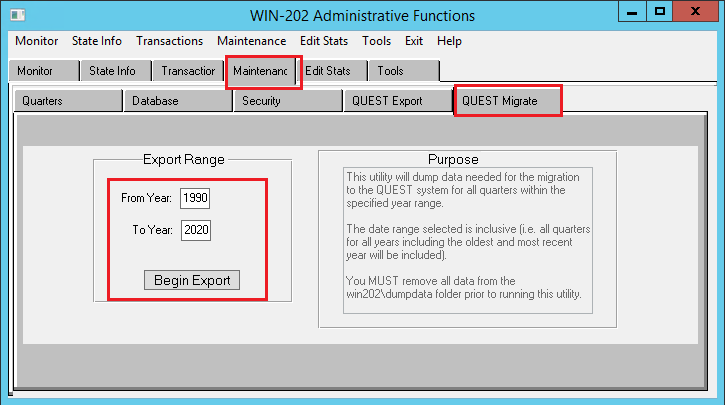 WIN-202 Administrative Functions
Monitor State Info Transactions Maintenance Edit Stats Tools Exit Help
Monitor State Info Transaction Maintenanc Edit Stats Tools
Quarters Database Security QUEST Export QUEST Migrate
Export Range
From Year: 1990
To Year: 2020
Begin Export
Purpose
This utility will dump data needed for the migration
to the QUEST system for all quarters within the
specified year range.
The date range selected is inclusive (i.e. all quarters
for all years including the oldest and most recent
year will be included).
You MUST remove all data from the
win202\dumpdata folder prior to running this utility.